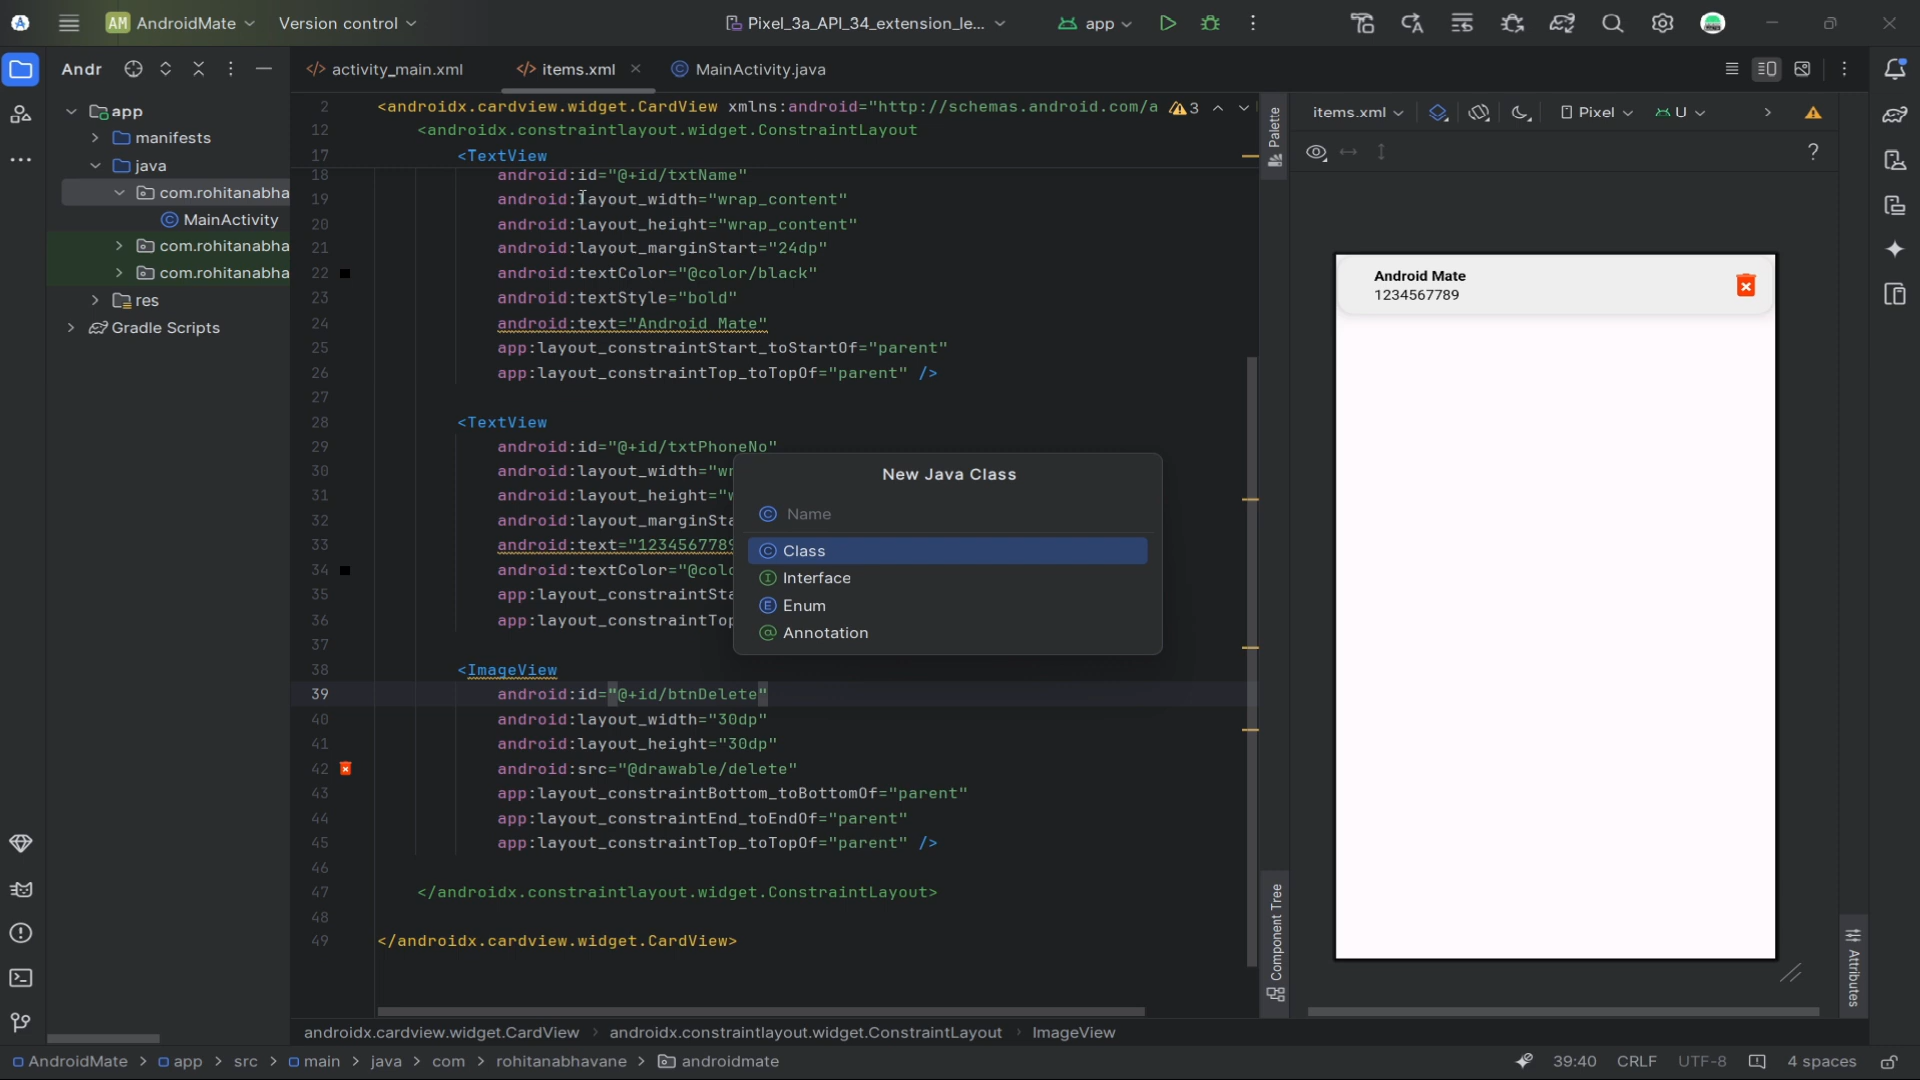 AM AndroidMate Version control Pixel_3a_API_34_extension_le... app
Andr
activity_main.xml items.xml MainActivity.java
app
manifests
java
com.rohitanabha
MainActivity
com.rohitanabha
com.rohitanabha
res
Gradle Scripts
2 <androidx.cardview.widget.CardView xmlns:android="http://schemas.android.com/a 3
12 <androidx.constraintlayout.widget.ConstraintLayout
17 <TextView
18 android:id="@+id/txtName"
19 android:layout_width="wrap_content"
20 android:layout_height="wrap_content"
21 android:layout_marginStart="24dp"
22 android:textColor="@color/black"
23 android:textStyle="bold"
24 android:text="Android Mate"
25 app:layout_constraintStart_toStartOf="parent"
26 app:layout_constraintTop_toTopOf="parent" />
27
28 <TextView
29 android:id="@+id/txtPhoneNo"
30 android:layout_width="wr
31 android:layout_height="w
32 android:layout_marginSta
33 android:text="1234567789
34 android:textColor="@colo
35 app:layout_constraintSta
36 app:layout_constraintTop
37
38 <ImageView
39 android:id="@+id/btnDelete"
40 android:layout_width="30dp"
41 android:layout_height="30dp"
42 android:src="@drawable/delete"
43 app:layout_constraintBottom_toBottomOf="parent"
44 app:layout_constraintEnd_toEndOf="parent"
45 app:layout_constraintTop_toTopOf="parent" />
46
47 </androidx.constraintlayout.widget.ConstraintLayout>
48
49 </androidx.cardview.widget.CardView>
New Java Class
Name
Class
Interface
Enum
Annotation
Palette
Component Tree
items.xml Pixel U
?
Android Mate
1234567789
Attributes
androidx.cardview.widget.CardView > androidx.constraintlayout.widget.ConstraintLayout > ImageView
AndroidMate > app > src > main > java > com > rohitanabhavane > androidmate 39:40 CRLF UTF-8 4 spaces